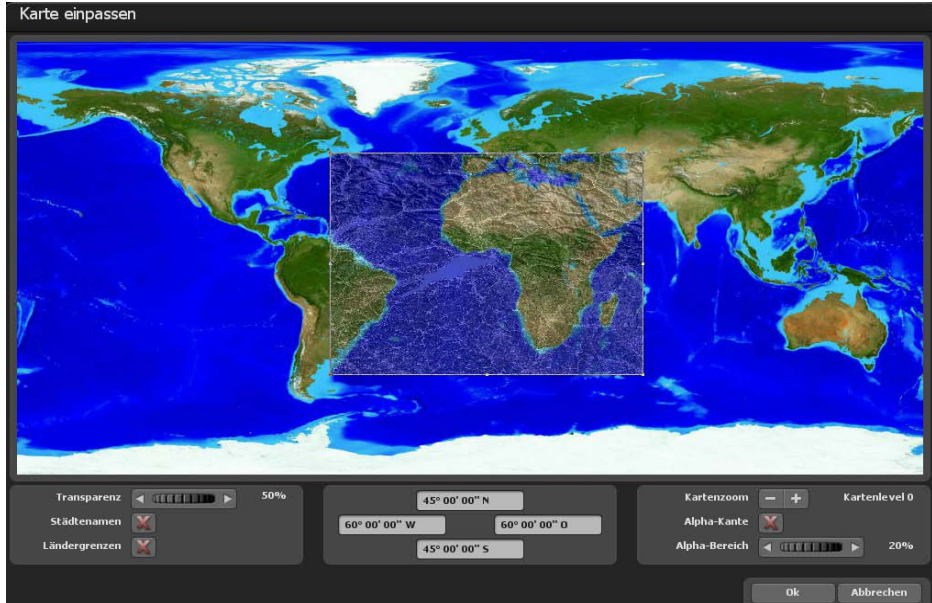 Karte einpassen
Transparenz 50%
Städtenamen
Ländergrenzen
45° 00' 00" N
60° 00' 00" W 60° 00' 00" O
45° 00' 00" S
Kartenzoom Kartenlevel 0
Alpha-Kante
Alpha-Bereich 20%
Ok Abbrechen